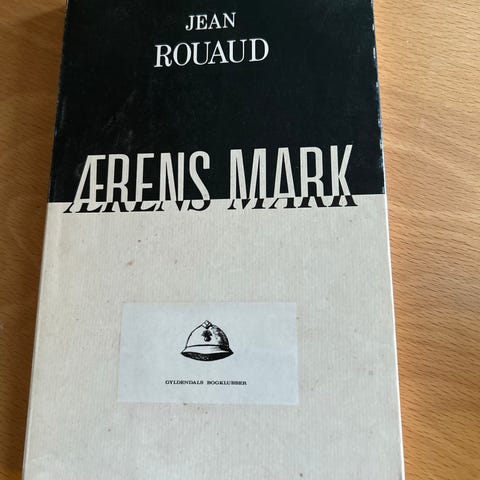 JEAN
ROUAUD
ÆRENS MARK
GYLDENDALS BOGKLUBBER